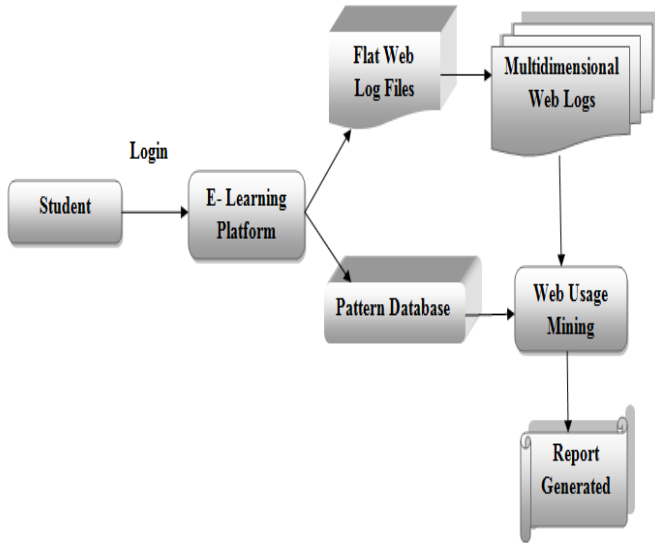 Flat Web
Log Files
Multidimensional
Web Logs
Login
Student
E- Learning
Platform
Pattern Database
Web Usage
Mining
Report
Generated